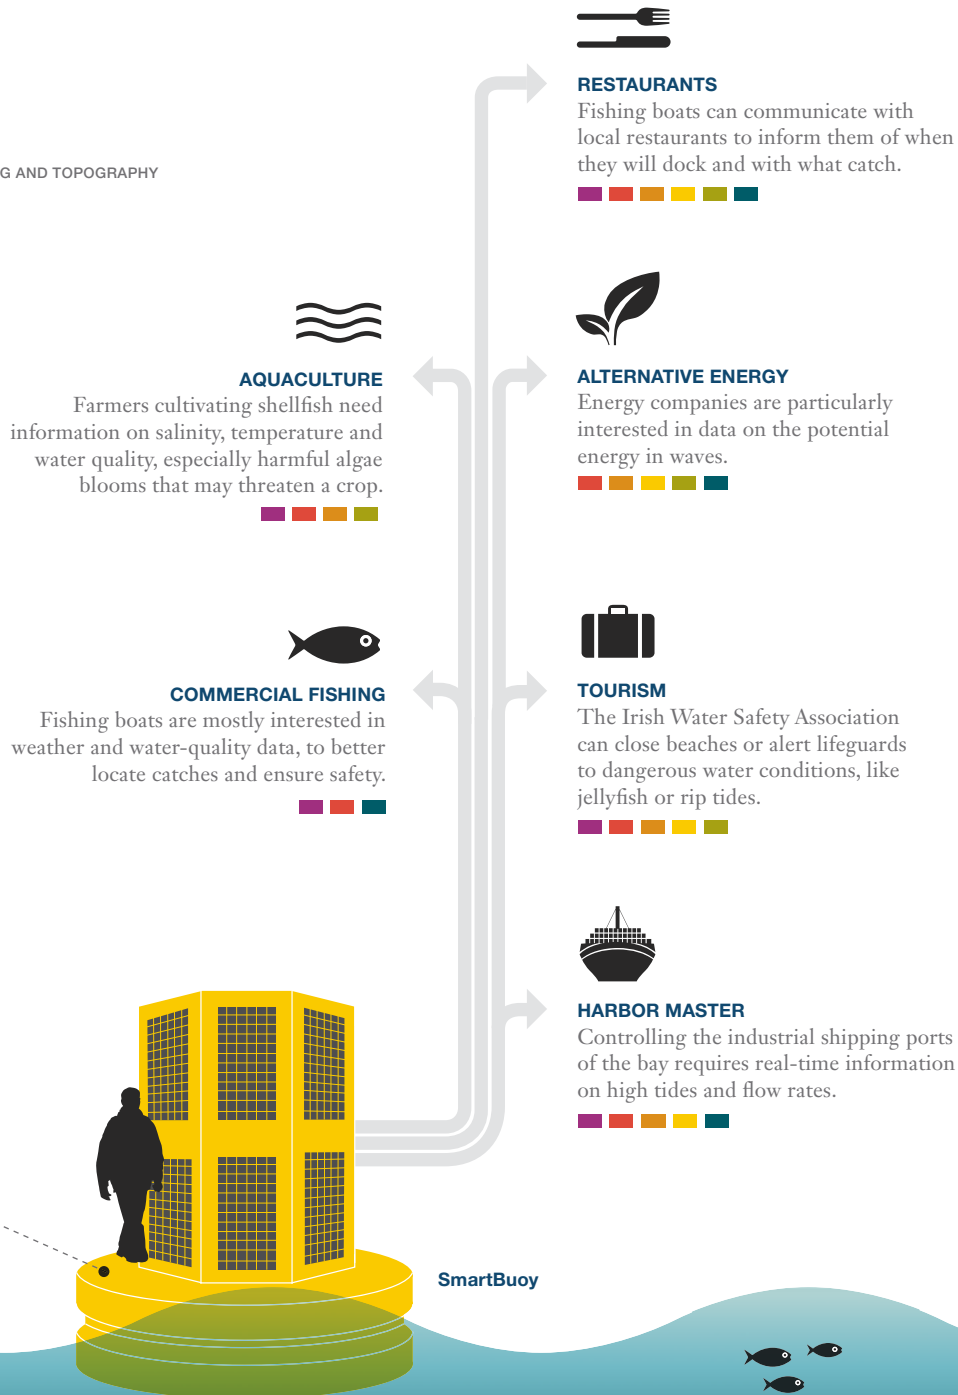 RESTAURANTS
Fishing boats can communicate with
local restaurants to inform them of when
they will dock and with what catch.
G AND TOPOGRAPHY
AQUACULTURE
Farmers cultivating shellfish need
information on salinity, temperature and
water quality, especially harmful algae
blooms that may threaten a crop.
ALTERNATIVE ENERGY
Energy companies are particularly
interested in data on the potential
energy in waves.
COMMERCIAL FISHING
Fishing boats are mostly interested in
weather and water-quality data, to better
locate catches and ensure safety.
TOURISM
The Irish Water Safety Association
can close beaches or alert lifeguards
to dangerous water conditions, like
jellyfish or rip tides.
HARBOR MASTER
Controlling the industrial shipping ports
of the bay requires real-time information
on high tides and flow rates.
SmartBuoy